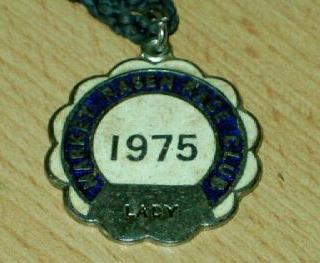 MARKET RASEN RACE CLUB
1975
LADY